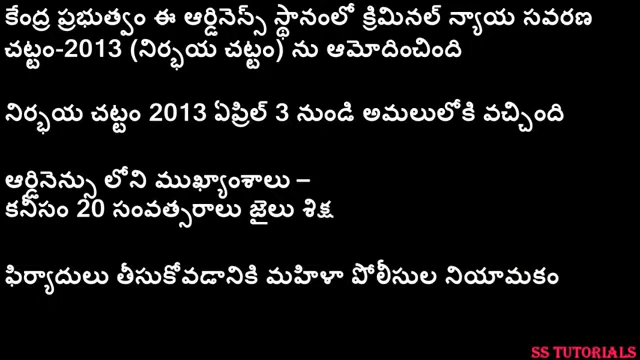 కేంద్ర ప్రభుత్వం ఈ ఆర్డినెన్స్ స్థానంలో క్రిమినల్ న్యాయ సవరణ
చట్టం-2013 (నిర్భయ చట్టం) ను ఆమోదించింది
నిర్భయ చట్టం 2013 ఏప్రిల్ 3 నుండి అమలులోకి వచ్చింది
ఆర్డినెన్సు లోని ముఖ్యాంశాలు –
కనీసం 20 సంవత్సరాలు జైలు శిక్ష
ఫిర్యాదులు తీసుకోవడానికి మహిళా పోలీసుల నియామకం
SS TUTORIALS